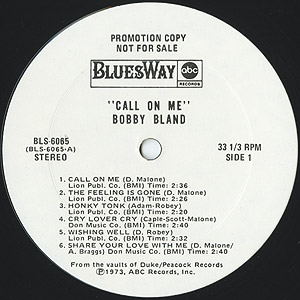 PROMOTION COPY
NOT FOR SALE
BLUESWAY abc
RECORDS
"CALL ON ME"
BOBBY BLAND
BLS-6065
(BLS-6065-A)
STEREO
33 1/3 RPM
SIDE 1
1. CALL ON ME (D. Malone)
Lion Publ. Co. (BMI) Time: 2:36
2. THE FEELING IS GONE (D. Malone)
Lion Publ. Co. (BMI) Time: 2:31
3. HONKY TONK (Adam-Robey)
Lion Publ. Co. (BMI) Time: 2:07
4. CRY LOVER CRY (Caple-Scott-Malone)
Don Music Co. (BMI) Time: 2:24
5. WISHING WELL (D. Malone)
Lion Publ. Co. (BMI) Time: 2:32
6. SHARE YOUR LOVE WITH ME (D. Malone/
A. Braggs) Don Music Co. (BMI) Time: 2:40
From the vaults of Duke/Peacock Records
℗1973, ABC Records, Inc.